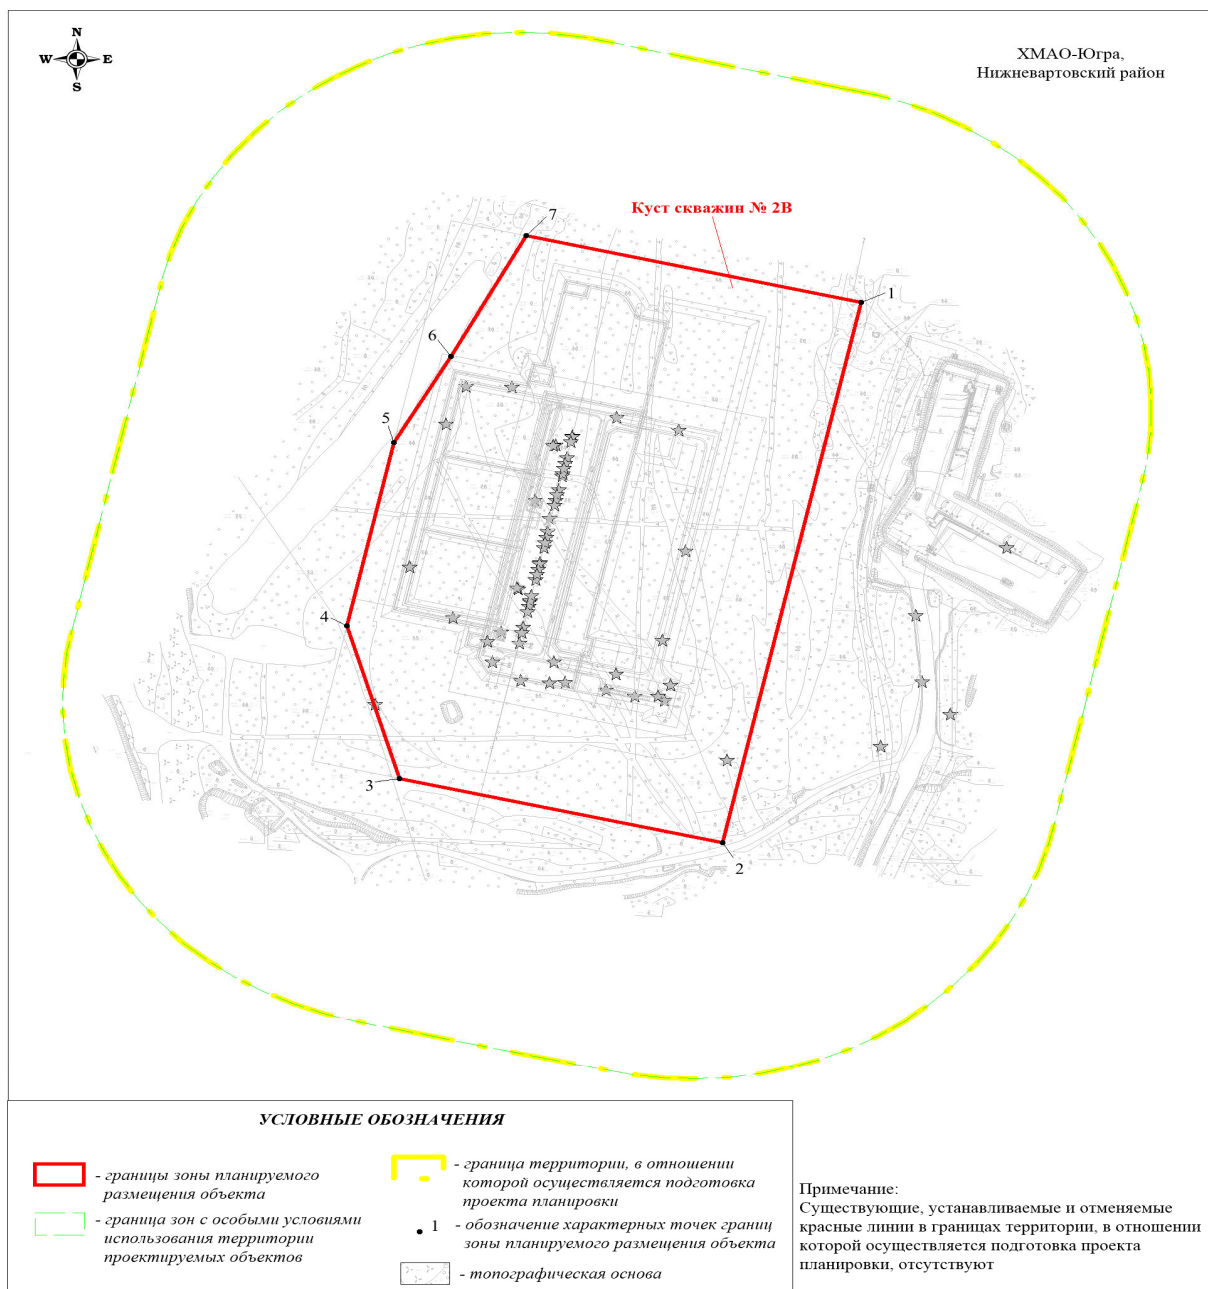 N
W E
S
ХМАО-Югра,
Нижневартовский район
Куст скважин № 2В
7
1
6
5
4
3
2
УСЛОВНЫЕ ОБОЗНАЧЕНИЯ
- границы зоны планируемого
размещения объекта
- граница зон с особыми условиями
использования территории
проектируемых объектов
- граница территории, в отношении
которой осуществляется подготовка
проекта планировки
1 - обозначение характерных точек границ
зоны планируемого размещения объекта
- топографическая основа
Примечание:
Существующие, устанавливаемые и отменяемые
красные линии в границах территории, в отношении
которой осуществляется подготовка проекта
планировки, отсутствуют